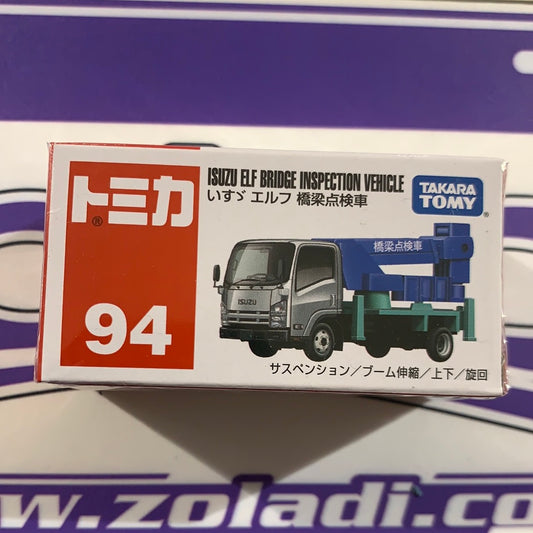 トミカ
®
94
ISUZU ELF BRIDGE INSPECTION VEHICLE
いすゞ エルフ 橋梁点検車
TAKARA
TOMY
®
橋梁点検車
ISUZU
サスペンション／ブーム伸縮／上下／旋回
www.zoladi.com